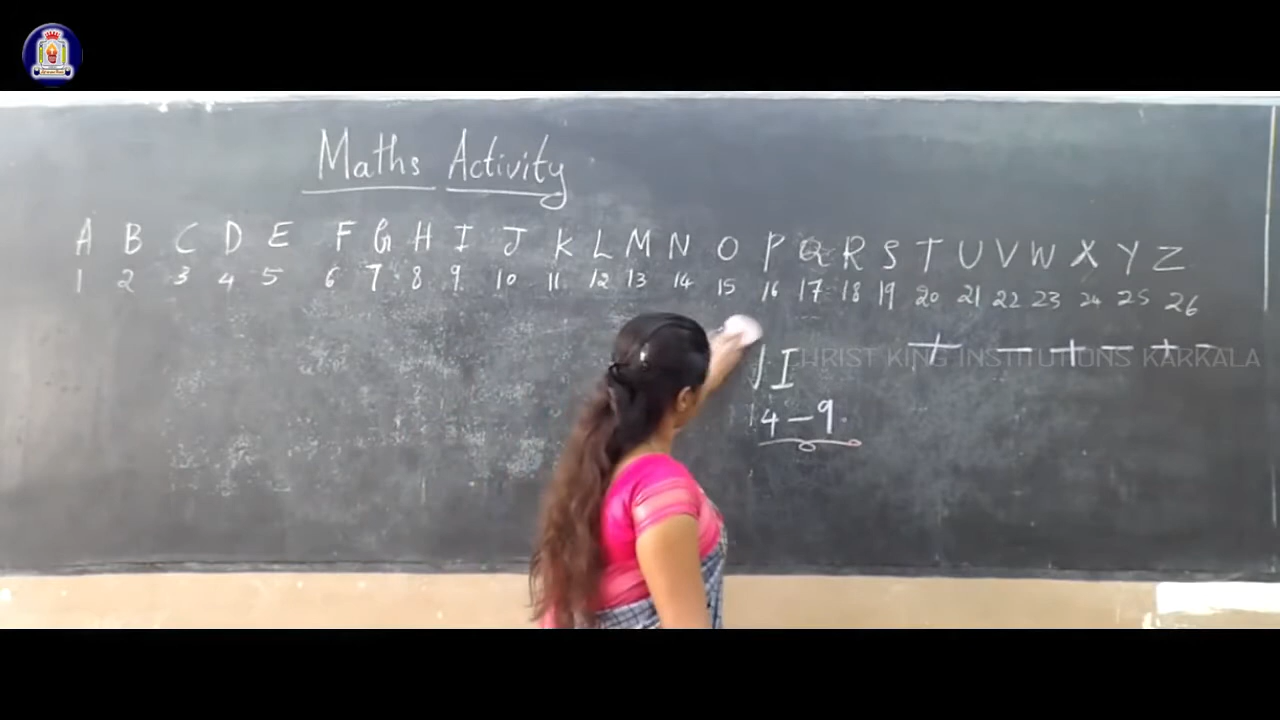 Maths Activity
A B C D E F G H I J K L M N O P Q R S T U V W X Y Z
1 2 3 4 5 6 7 8 9 10 11 12 13 14 15 16 17 18 19 20 21 22 23 24 25 26
+ — + — + —
CHRIST KING INSTITUTIONS KARKALA
I
4 – 9